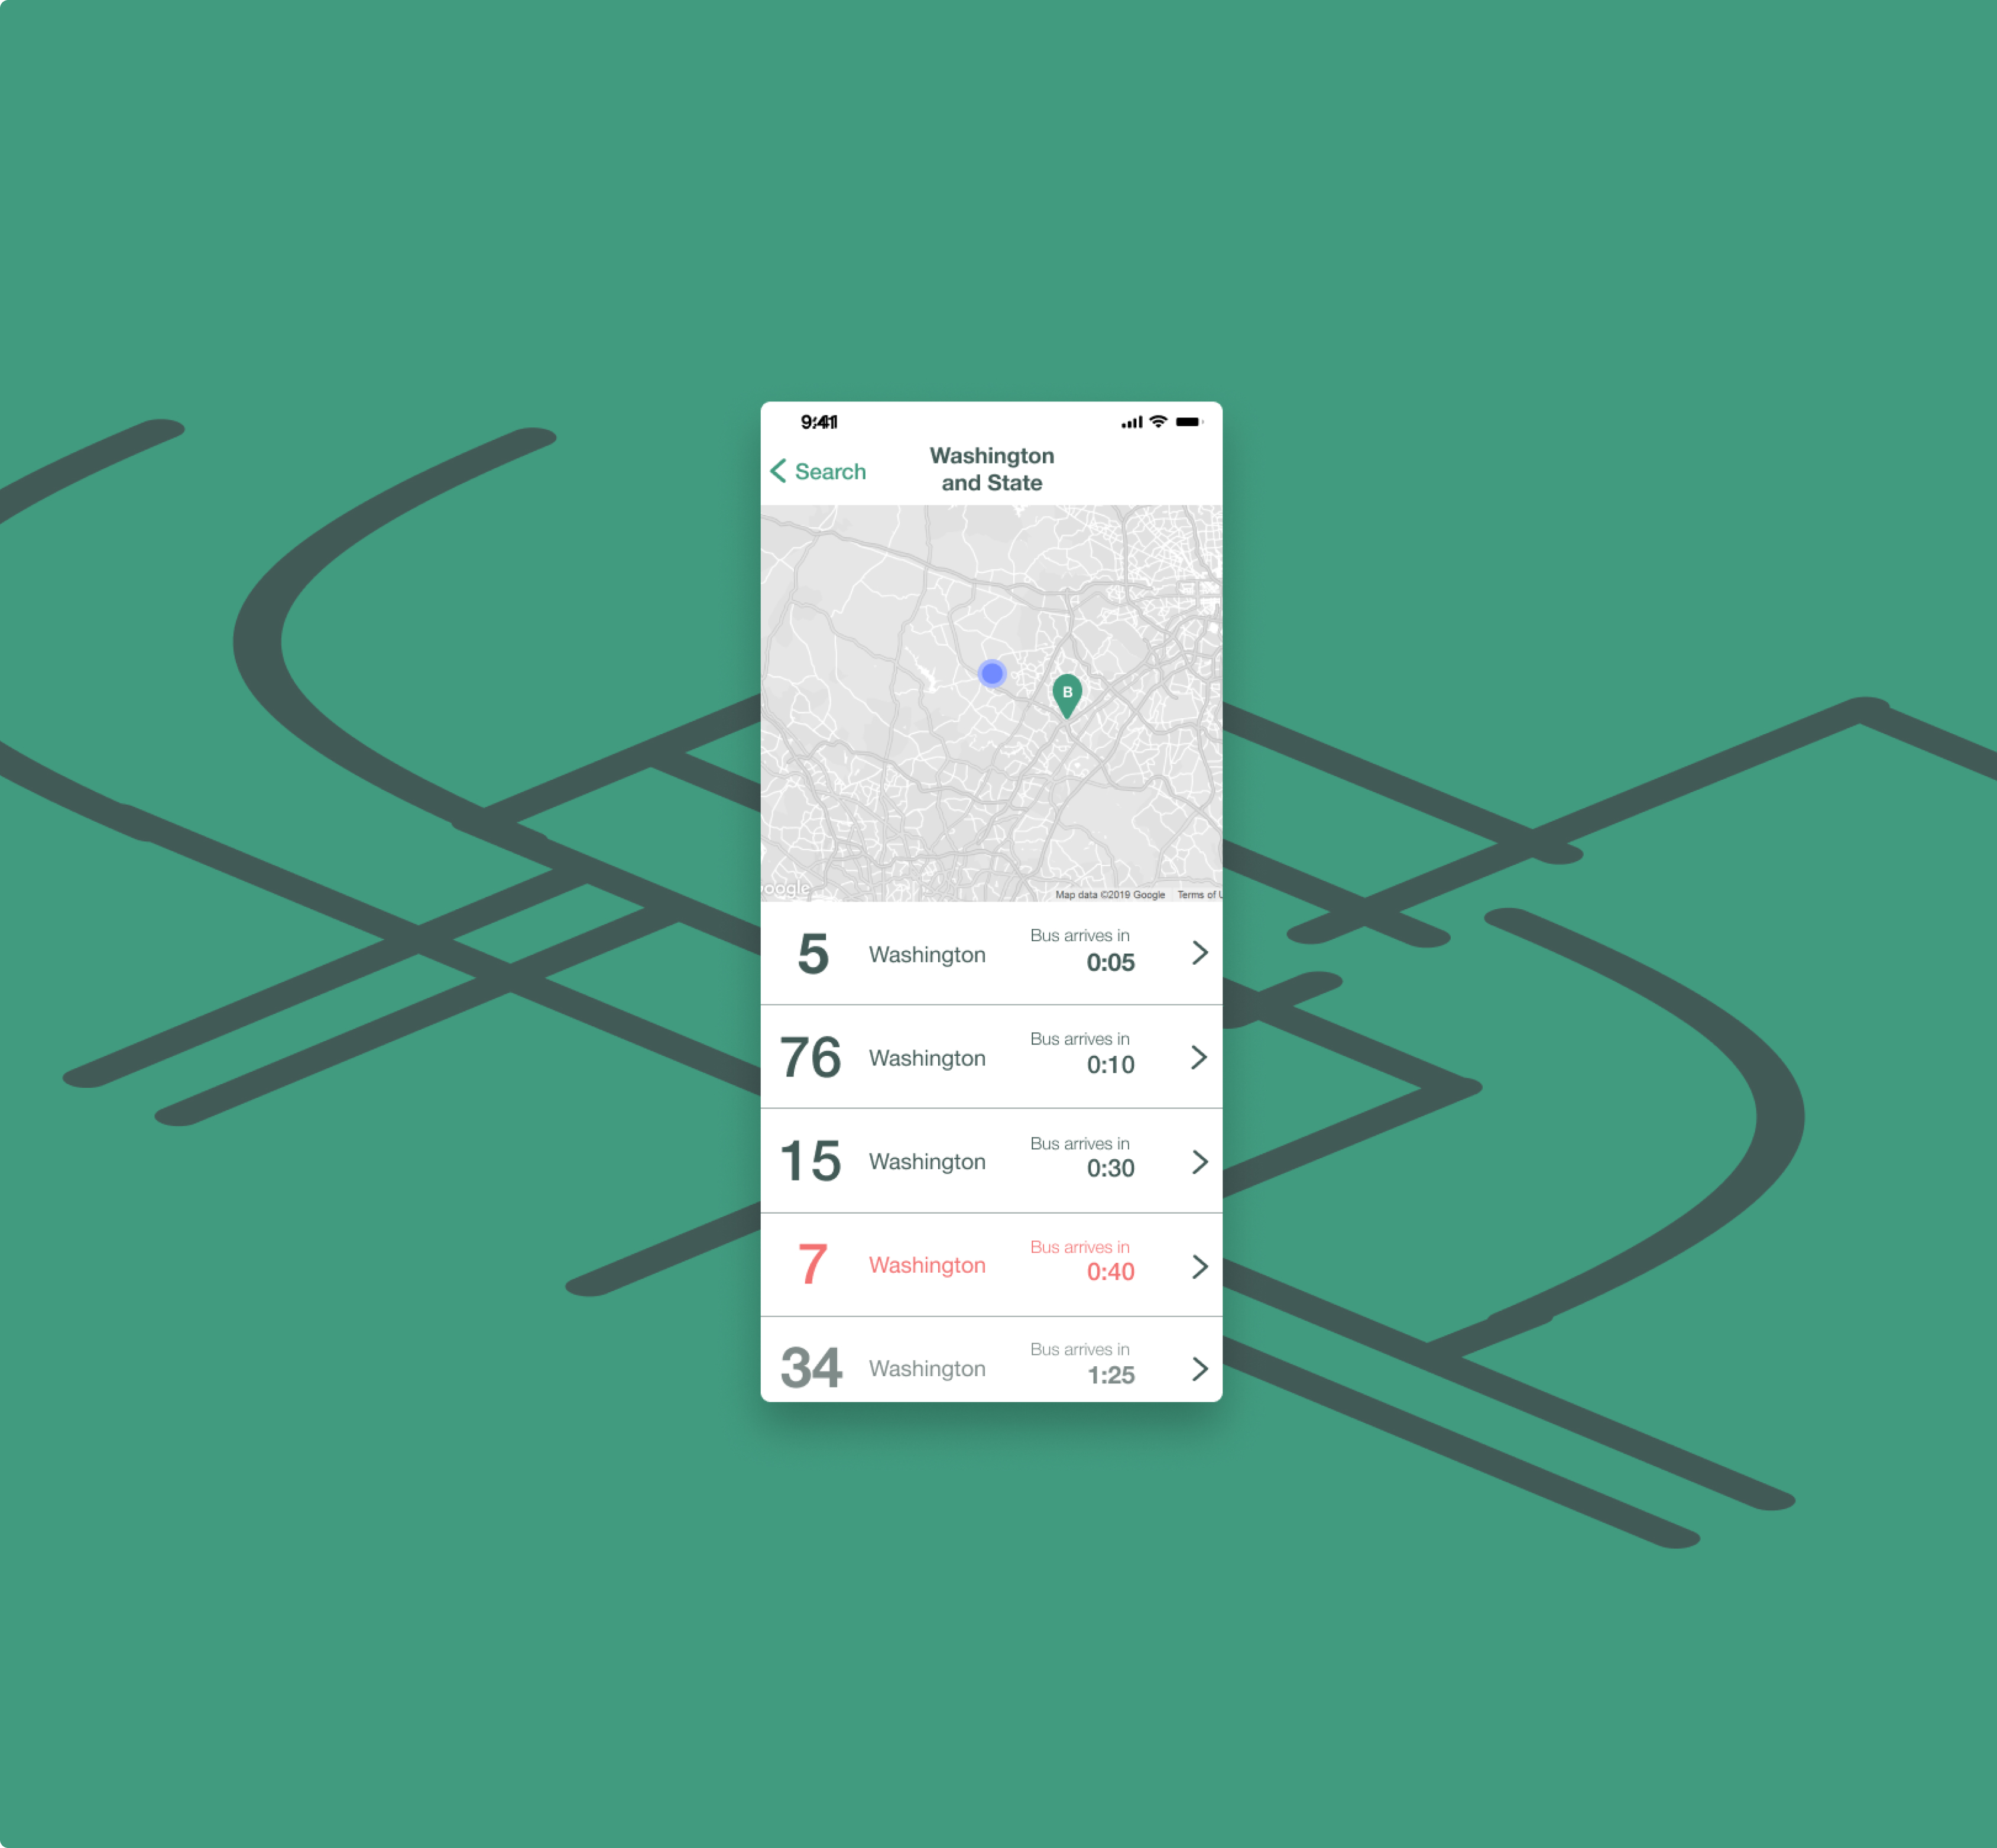 9:41
Search
Washington
and State
B
Map data ©2019 Google Terms of
5 Washington Bus arrives in
0:05
76 Washington Bus arrives in
0:10
15 Washington Bus arrives in
0:30
7 Washington Bus arrives in
0:40
34 Washington Bus arrives in
1:25